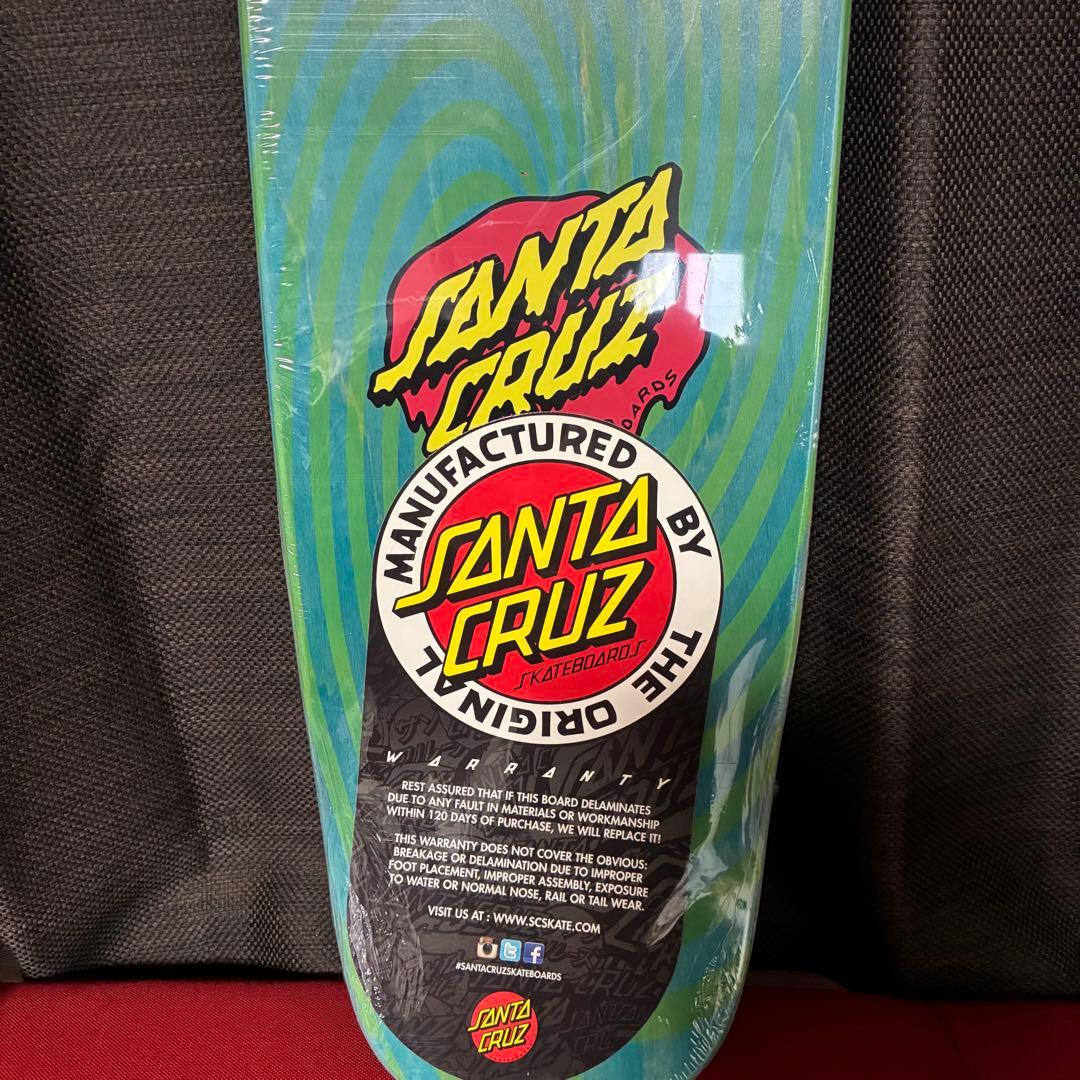 SANTA
CRUZ
OARDS
MANUFACTURED BY THE ORIGINAL
SANTA
CRUZ
SKATEBOARDS
WARRANTY
REST ASSURED THAT IF THIS BOARD DELAMINATES
DUE TO ANY FAULT IN MATERIALS OR WORKMANSHIP
WITHIN 120 DAYS OF PURCHASE, WE WILL REPLACE IT!
THIS WARRANTY DOES NOT COVER THE OBVIOUS:
BREAKAGE OR DELAMINATION DUE TO IMPROPER
FOOT PLACEMENT, IMPROPER ASSEMBLY, EXPOSURE
TO WATER OR NORMAL NOSE, RAIL OR TAIL WEAR.
VISIT US AT : WWW.SCSKATE.COM
#SANTACRUZSKATEBOARDS
SANTA
CRUZ